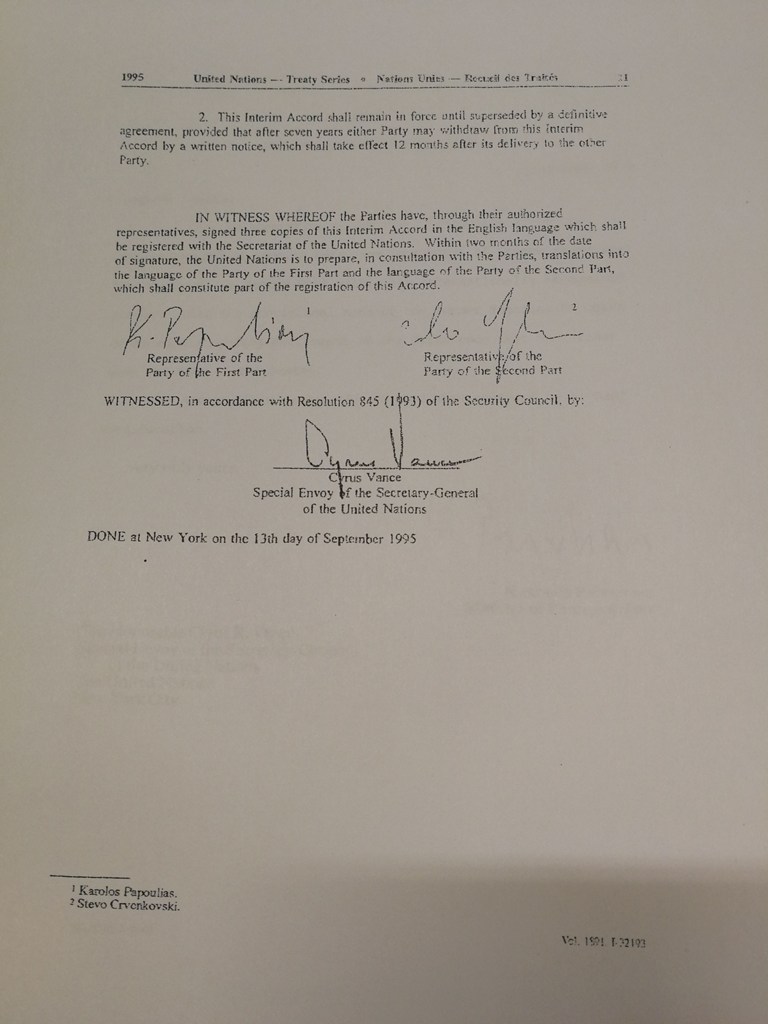 1995 United Nations — Treaty Series • Nations Unies — Recueil des Traités 21
2. This Interim Accord shall remain in force until superseded by a definitive
agreement, provided that after seven years either Party may withdraw from this Interim
Accord by a written notice, which shall take effect 12 months after its delivery to the other
Party.
IN WITNESS WHEREOF the Parties have, through their authorized
representatives, signed three copies of this Interim Accord in the English language which shall
be registered with the Secretariat of the United Nations. Within two months of the date
of signature, the United Nations is to prepare, in consultation with the Parties, translations into
the language of the Party of the First Part and the language of the Party of the Second Part,
which shall constitute part of the registration of this Accord.
K. Papoulias 1
2
Representative of the
Party of the First Part
Representative of the
Party of the Second Part
WITNESSED, in accordance with Resolution 845 (1993) of the Security Council, by:
Cyrus Vance
Cyrus Vance
Special Envoy of the Secretary-General
of the United Nations
DONE at New York on the 13th day of September 1995
1 Karolos Papoulias.
2 Stevo Crvenkovski.
Vol. 1891, I-32193